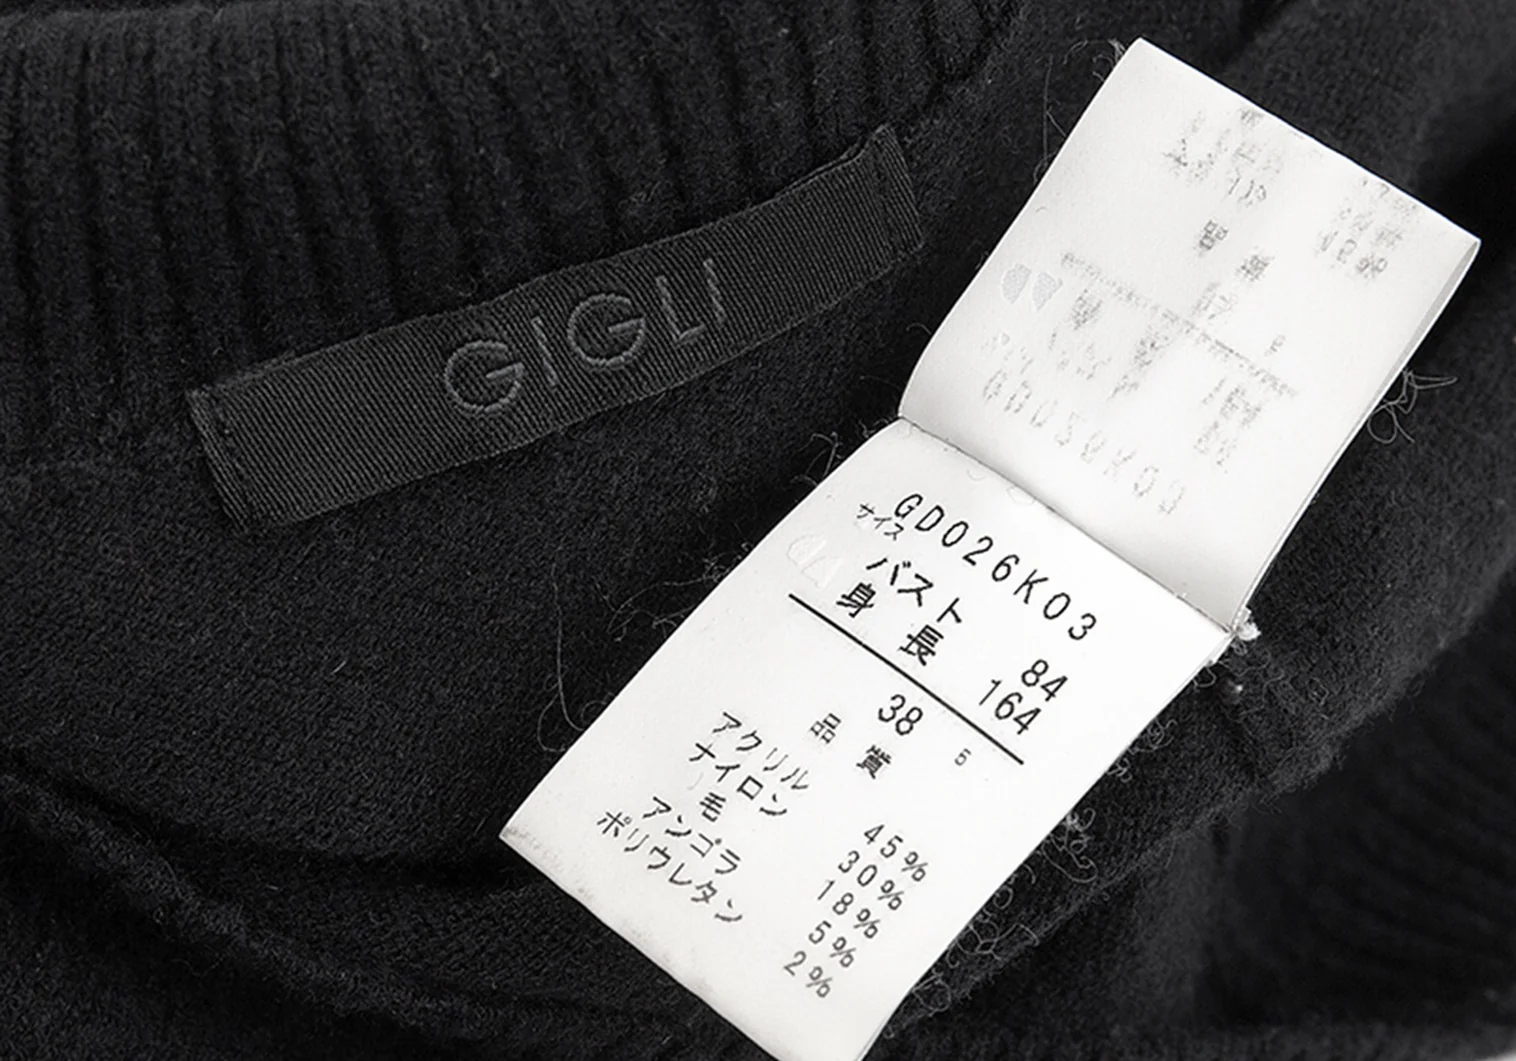 GIGLI
GD026K03
サイズ
バスト 84
身長 164
38 5
品質
アクリル 45%
ナイロン 30%
毛 18%
アンゴラ 5%
ポリウレタン 2%